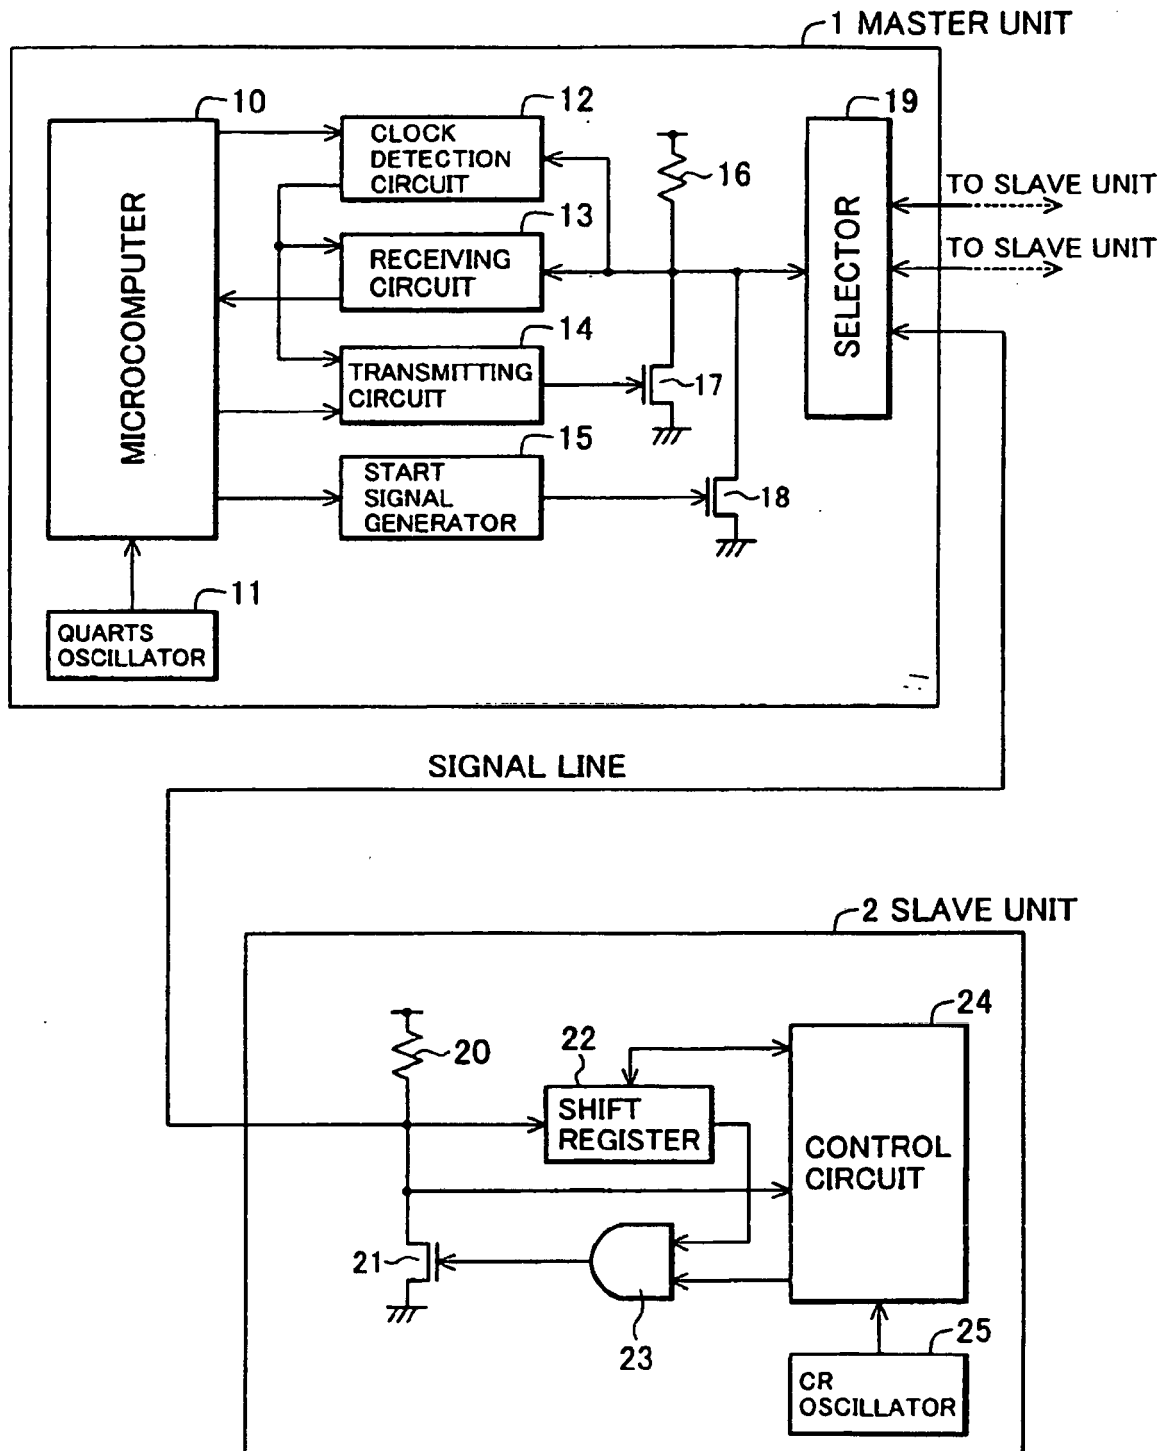 1 MASTER UNIT
10
12
19
CLOCK
DETECTION
CIRCUIT
16
TO SLAVE UNIT
13
TO SLAVE UNIT
RECEIVING
CIRCUIT
MICROCOMPUTER
SELECTOR
14
TRANSMITTING
CIRCUIT
17
15
START
SIGNAL
GENERATOR
18
11
QUARTS
OSCILLATOR
SIGNAL LINE
2 SLAVE UNIT
24
20
22
SHIFT
REGISTER
CONTROL
CIRCUIT
21
23
25
CR
OSCILLATOR